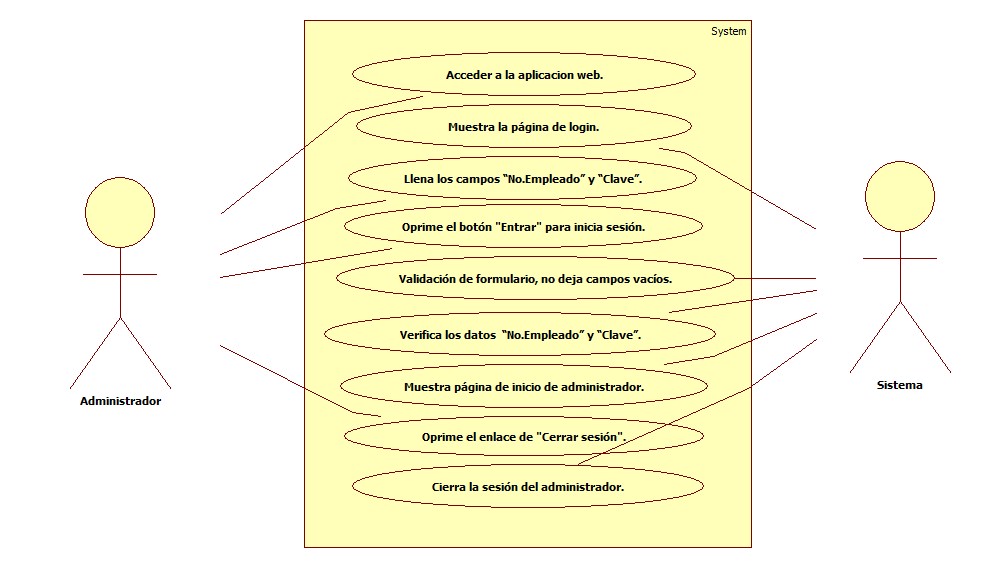 System
Acceder a la aplicacion web.
Muestra la página de login.
Llena los campos “No.Empleado” y “Clave”.
Oprime el botón "Entrar" para inicia sesión.
Validación de formulario, no deja campos vacíos.
Verifica los datos “No.Empleado” y “Clave”.
Muestra página de inicio de administrador.
Oprime el enlace de "Cerrar sesión".
Cierra la sesión del administrador.
Administrador
Sistema